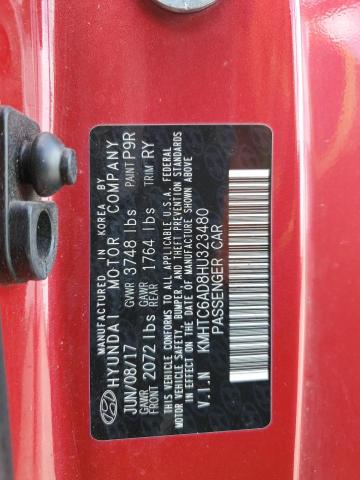 MANUFACTURED IN KOREA BY
HYUNDAI MOTOR COMPANY
JUN/08/17 GVWR 3748 lbs PAINT P9R
GAWR FRONT 2072 lbs GAWR REAR 1764 lbs TRIM RY
THIS VEHICLE CONFORMS TO ALL APPLICABLE U.S.A. FEDERAL
MOTOR VEHICLE SAFETY, BUMPER, AND THEFT PREVENTION STANDARDS
IN EFFECT ON THE DATE OF MANUFACTURE SHOWN ABOVE
V.I.N KMHTC6AD8HU323480
PASSENGER CAR